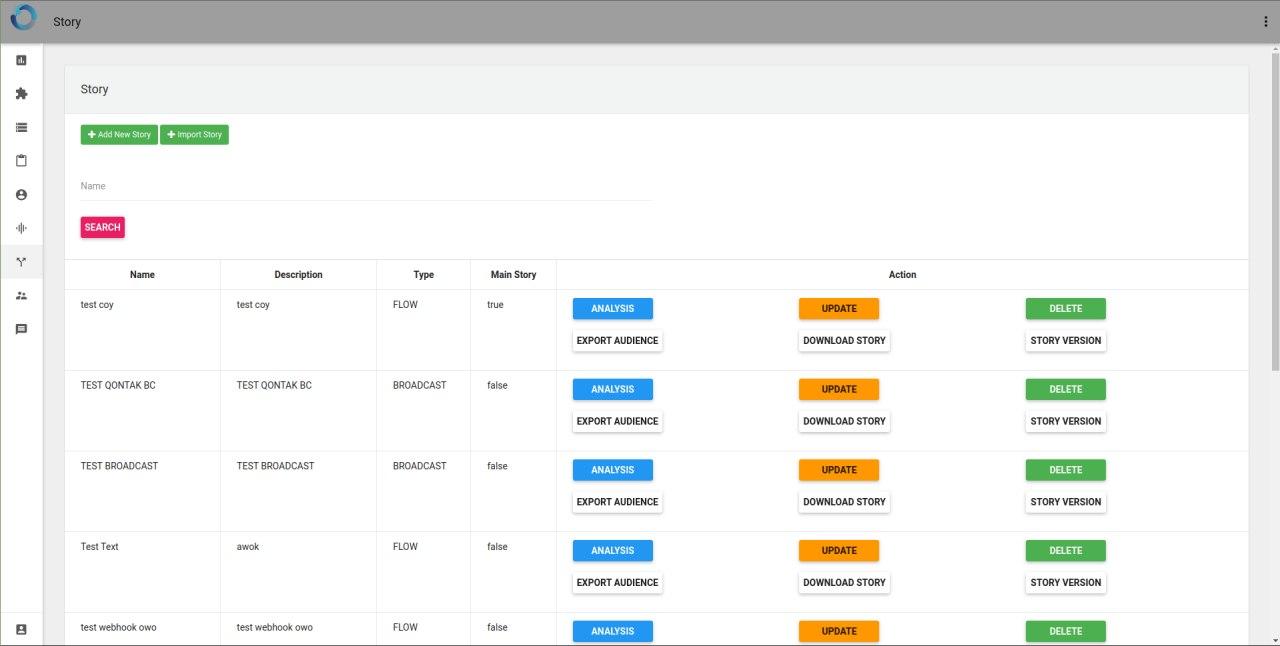 Story
Story
Add New Story Import Story
Name
SEARCH
Name Description Type Main Story Action
test coy test coy FLOW true ANALYSIS UPDATE DELETE
EXPORT AUDIENCE DOWNLOAD STORY STORY VERSION
TEST QONTAK BC TEST QONTAK BC BROADCAST false ANALYSIS UPDATE DELETE
EXPORT AUDIENCE DOWNLOAD STORY STORY VERSION
TEST BROADCAST TEST BROADCAST BROADCAST false ANALYSIS UPDATE DELETE
EXPORT AUDIENCE DOWNLOAD STORY STORY VERSION
Test Text awok FLOW false ANALYSIS UPDATE DELETE
EXPORT AUDIENCE DOWNLOAD STORY STORY VERSION
test webhook owo test webhook owo FLOW false ANALYSIS UPDATE DELETE